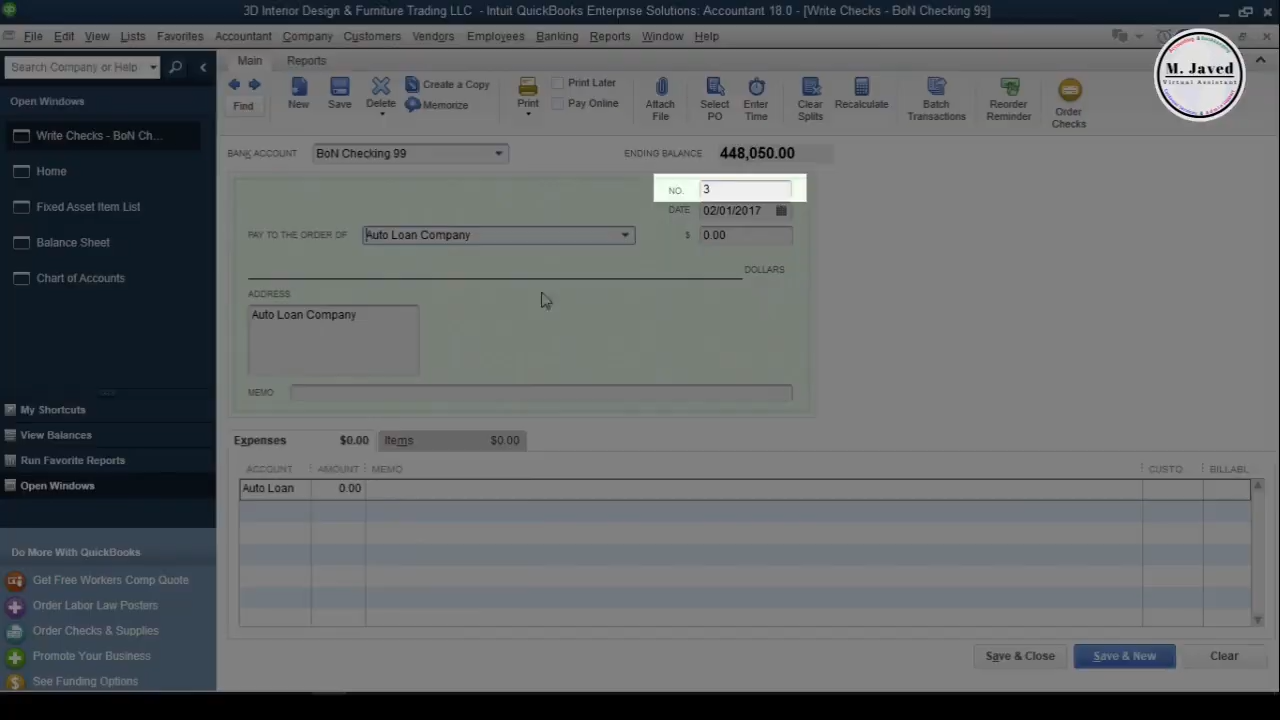 3D Interior Design & Furniture Trading LLC - Intuit QuickBooks Enterprise Solutions: Accountant 18.0 - [Write Checks - BoN Checking 99]
File Edit View Lists Favorites Accountant Company Customers Vendors Employees Banking Reports Window Help
Search Company or Help
Main Reports
M. Javed
Virtual Assistant
Find
New
Save
Delete
Create a Copy
Memorize
Print
Print Later
Pay Online
Attach File
Select PO
Enter Time
Clear Splits
Recalculate
Batch Transactions
Reorder Reminder
Order Checks
Open Windows
Write Checks - BoN Ch...
Home
Fixed Asset Item List
Balance Sheet
Chart of Accounts
My Shortcuts
View Balances
Run Favorite Reports
Open Windows
Do More With QuickBooks
Get Free Workers Comp Quote
Order Labor Law Posters
Order Checks & Supplies
Promote Your Business
See Funding Options
BANK ACCOUNT BoN Checking 99 ENDING BALANCE 448,050.00
NO. 3
DATE 02/01/2017
PAY TO THE ORDER OF Auto Loan Company $ 0.00
DOLLARS
ADDRESS
Auto Loan Company
MEMO
Expenses $0.00 Items $0.00
ACCOUNT AMOUNT MEMO CUSTO BILLABL
Auto Loan 0.00
Save & Close Save & New Clear